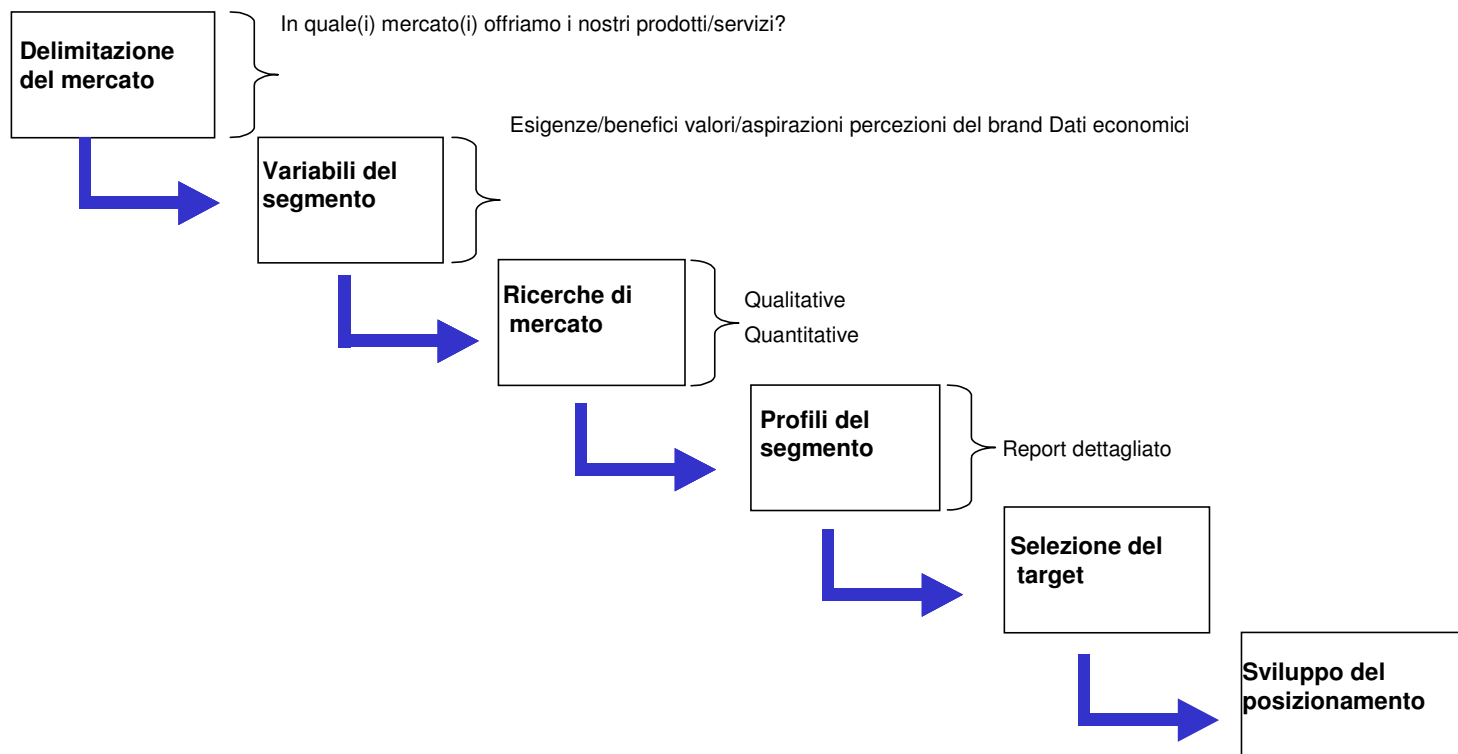 In quale(i) mercato(i) offriamo i nostri prodotti/servizi?
Delimitazione
del mercato
Esigenze/benefici valori/aspirazioni percezioni del brand Dati economici
Variabili del
segmento
Ricerche di
mercato
Qualitative
Quantitative
Profili del
segmento
Report dettagliato
Selezione del
target
Sviluppo del
posizionamento